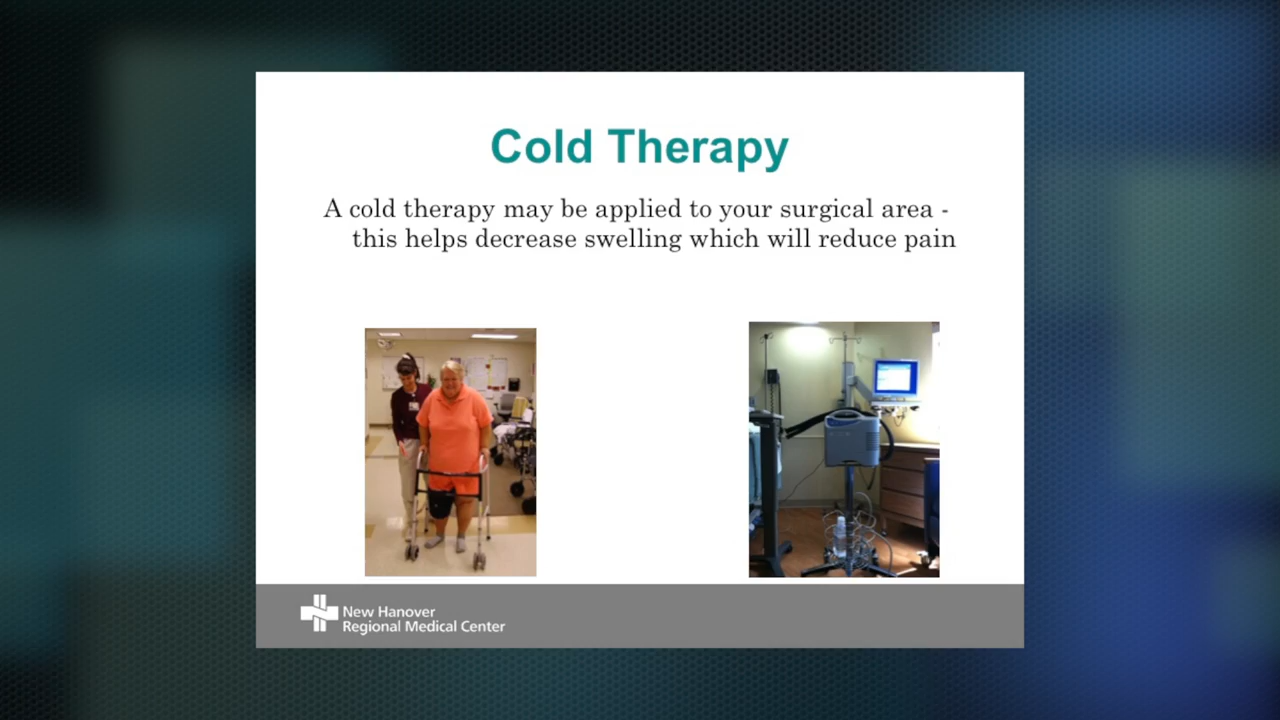 Cold Therapy
A cold therapy may be applied to your surgical area -
this helps decrease swelling which will reduce pain
New Hanover
Regional Medical Center